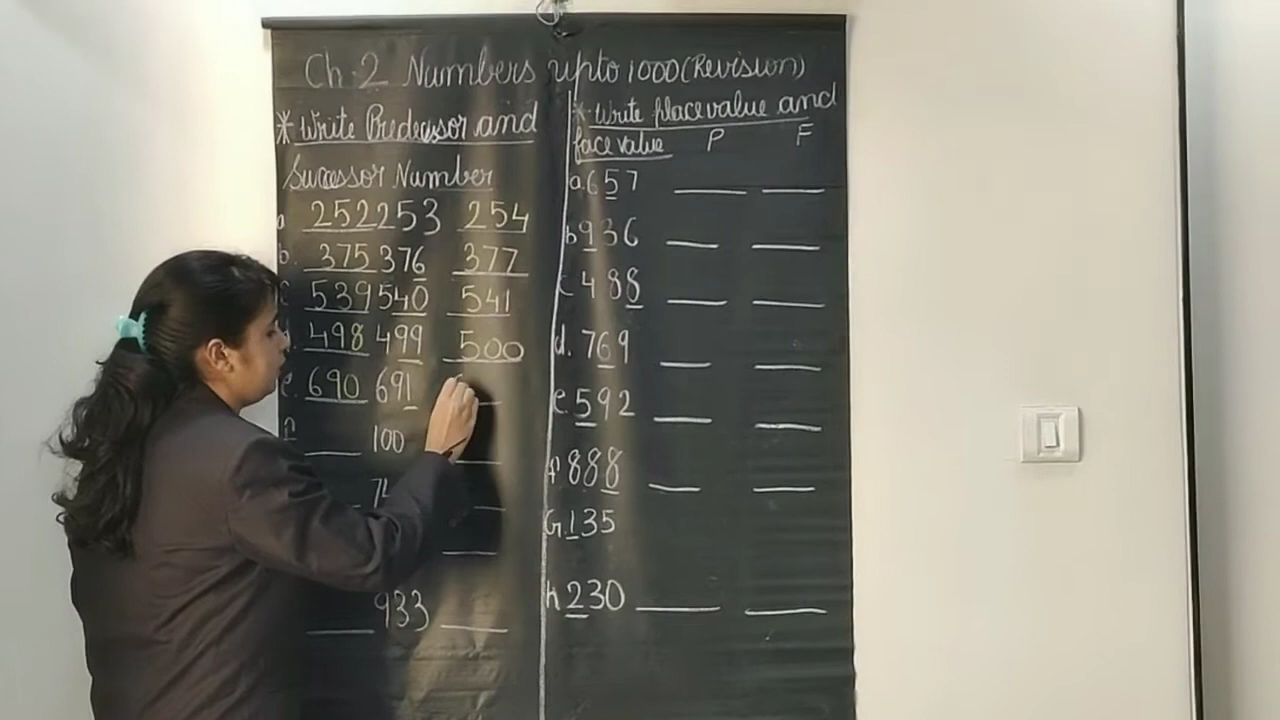 Ch.2 Numbers upto 1000(Revision)
* Write Predecessor and
Successor Number
a 252 253 254
b. 375 376 377
c 539 540 541
498 499 500
e. 690 691
f 100
933
* Write place value and
face value P F
a. 657
b 936
c 488
d. 769
e. 592
f 888
G. 135
h 230